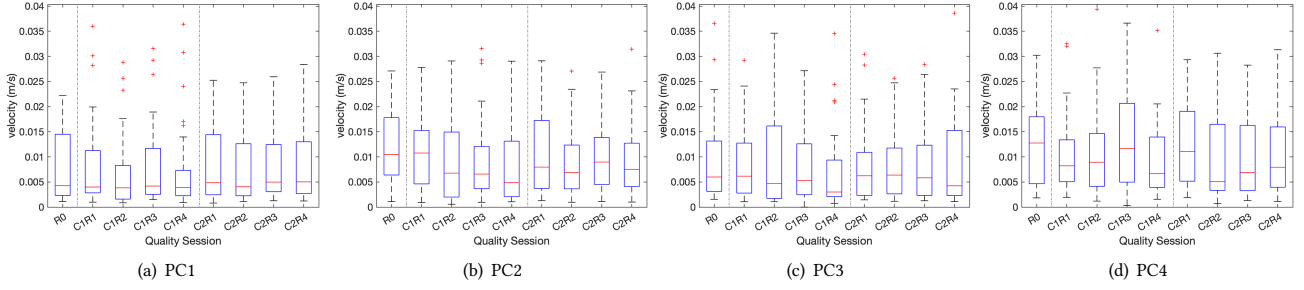 0.04
0.035
0.03
0.025
0.02
0.015
0.01
0.005
0
velocity (m/s)
R0 C1R1 C1R2 C1R3 C1R4 C2R1 C2R2 C2R3 C2R4
Quality Session
(a) PC1
0.04
0.035
0.03
0.025
0.02
0.015
0.01
0.005
0
velocity (m/s)
R0 C1R1 C1R2 C1R3 C1R4 C2R1 C2R2 C2R3 C2R4
Quality Session
(b) PC2
0.04
0.035
0.03
0.025
0.02
0.015
0.01
0.005
0
velocity (m/s)
R0 C1R1 C1R2 C1R3 C1R4 C2R1 C2R2 C2R3 C2R4
Quality Session
(c) PC3
0.04
0.035
0.03
0.025
0.02
0.015
0.01
0.005
0
velocity (m/s)
R0 C1R1 C1R2 C1R3 C1R4 C2R1 C2R2 C2R3 C2R4
Quality Session
(d) PC4